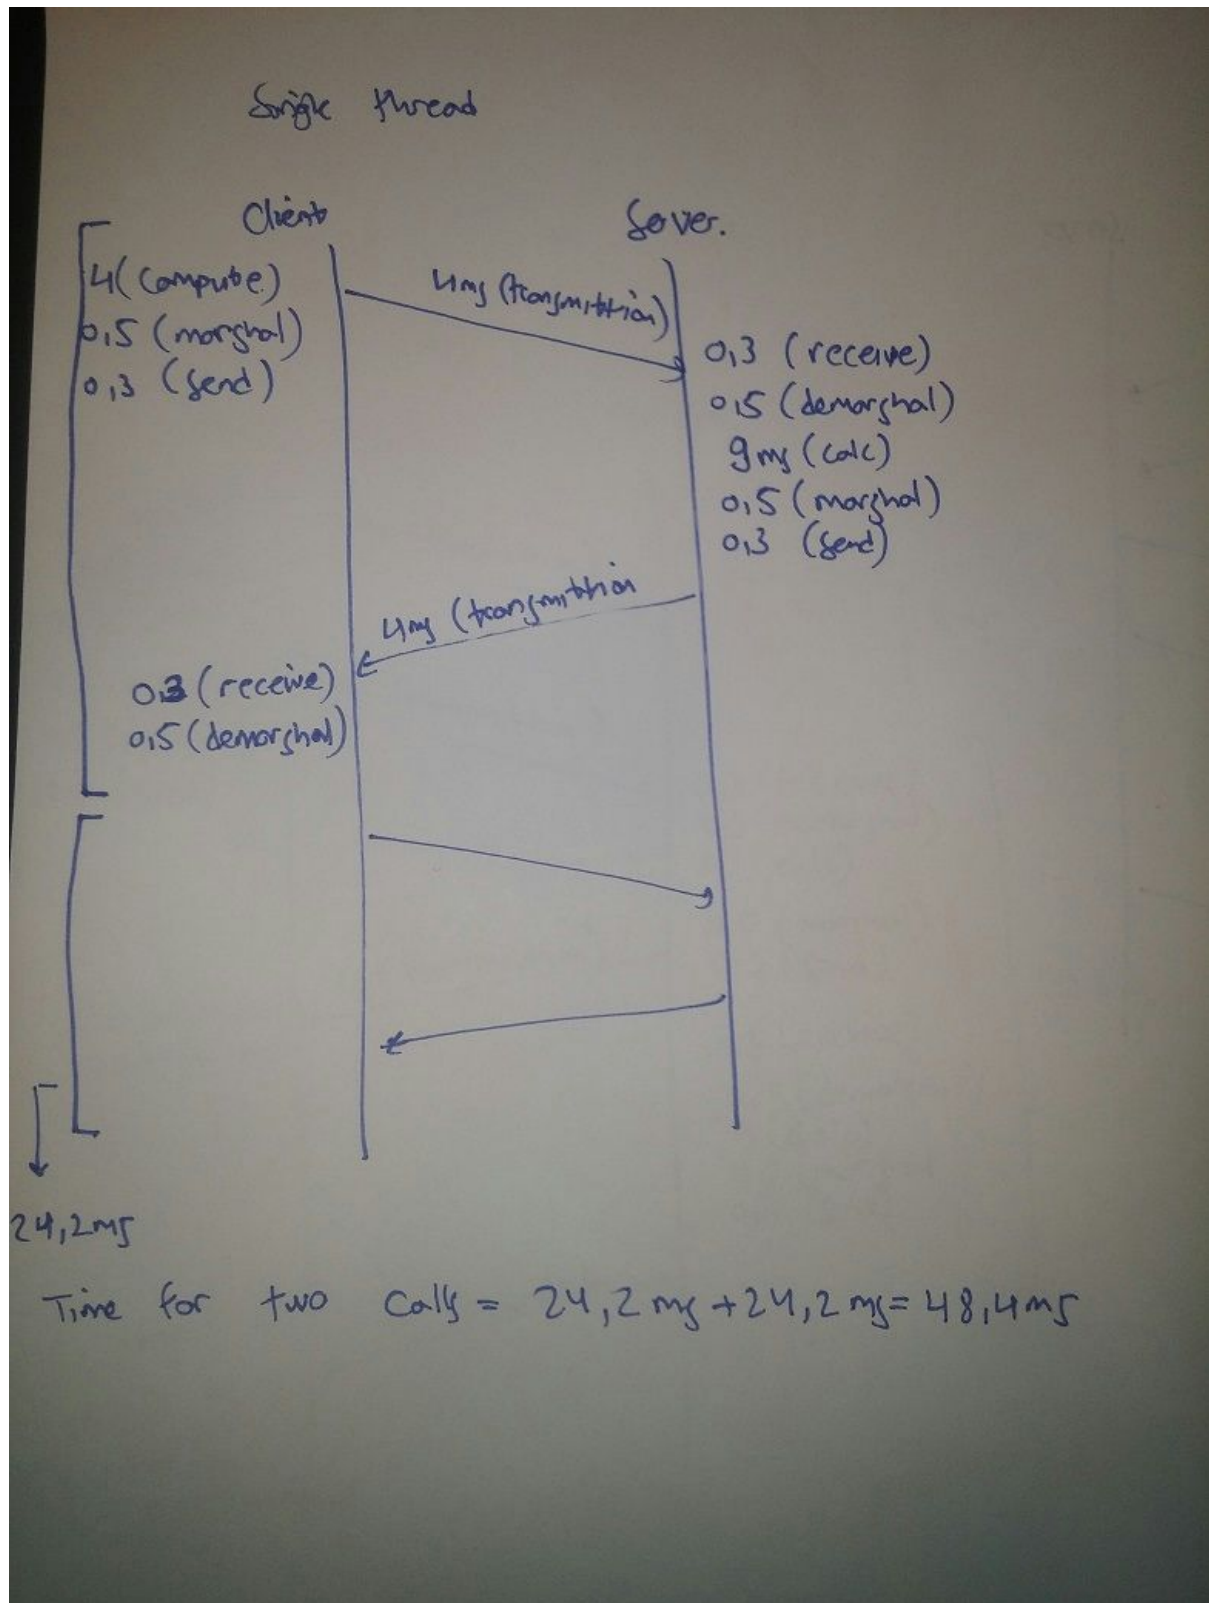 Single thread
Client
Server.
4 (compute)
0,5 (marshal)
0,3 (send)
4ms (transmittion)
0,3 (receive)
0,5 (demarshal)
9ms (calc)
0,5 (marshal)
0,3 (send)
4ms (transmittion
0,3 (receive)
0,5 (demarshal)
24,2ms
Time for two calls = 24,2 ms + 24,2 ms = 48,4ms